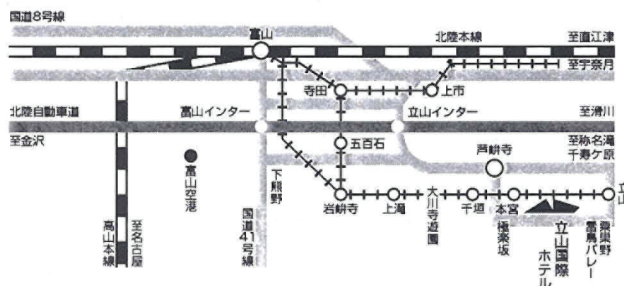 国道8号線
富山
北陸本線
至直江津
至宇奈月
寺田
上市
北陸自動車道
富山インター
立山インター
至滑川
至金沢
五百石
至称名滝
千寿ケ原
芦峅寺
富山空港
下熊野
岩峅寺
上滝
大川寺遊園
千垣
本宮
立山
高山本線
至名古屋
国道41号線
極楽坂
立山国際
ホテル
粟巣野
雷鳥バレー